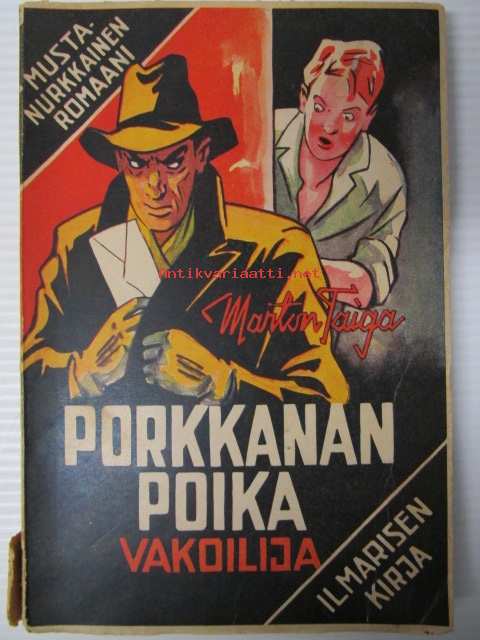 MUSTA-
NURKKAINEN
ROMAANI
antikvariaatti.net
Marton Taiga
PORKKANAN
POIKA
VAKOILIJA
ILMARISEN
KIRJA